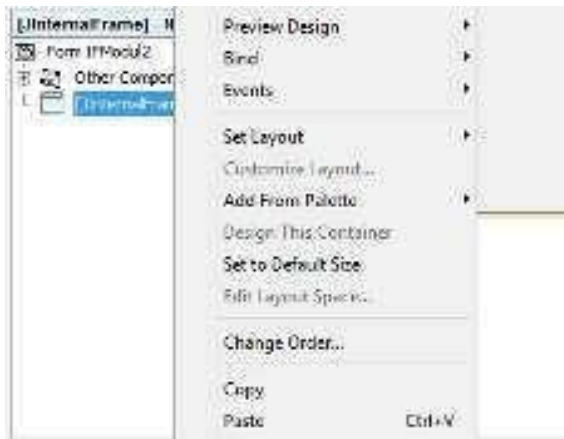 [JInternalFrame]
Form IFModul2
Other Compor
[JInternalFram
Preview Design
Bind
Events
Set Layout
Customize Layout...
Add From Palette
Design This Container
Set to Default Size
Edit Layout Space...
Change Order...
Copy
Paste Ctrl+V